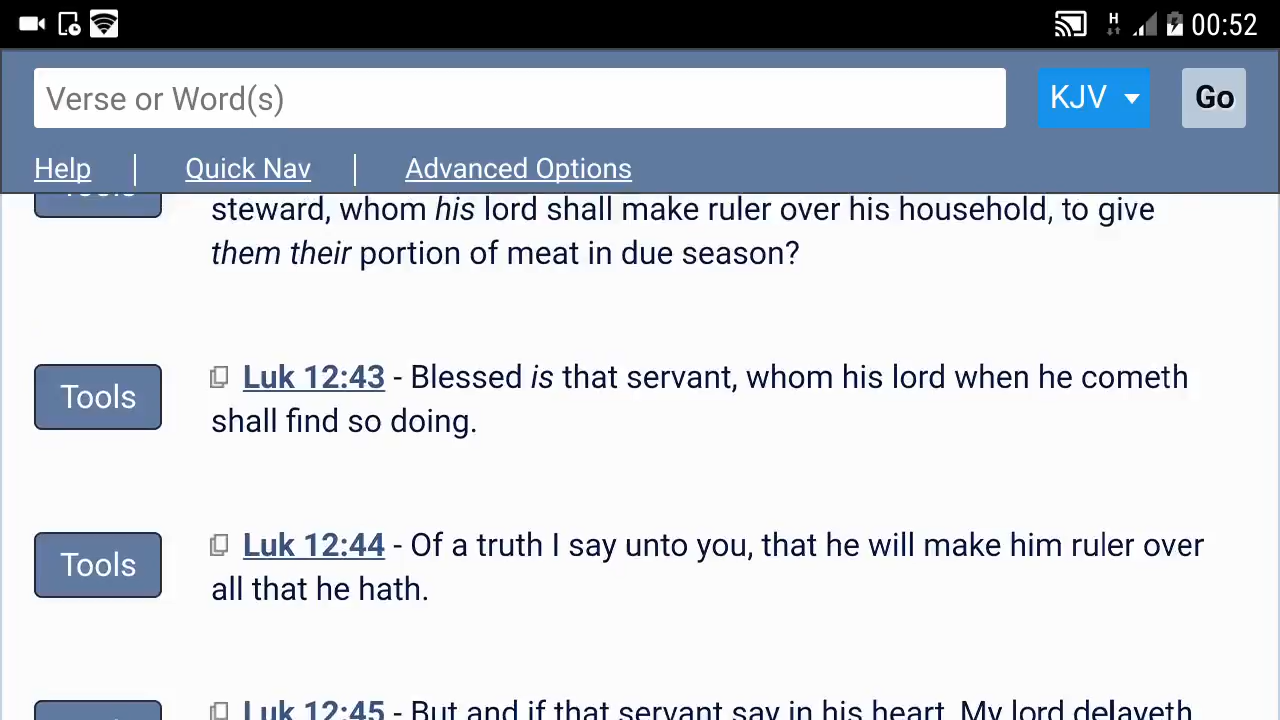 H 00:52
Verse or Word(s) KJV Go
Help | Quick Nav | Advanced Options
Tools steward, whom his lord shall make ruler over his household, to give
them their portion of meat in due season?
Tools Luk 12:43 - Blessed is that servant, whom his lord when he cometh
shall find so doing.
Tools Luk 12:44 - Of a truth I say unto you, that he will make him ruler over
all that he hath.
Luk 12:45 - But and if that servant say in his heart, My lord delayeth